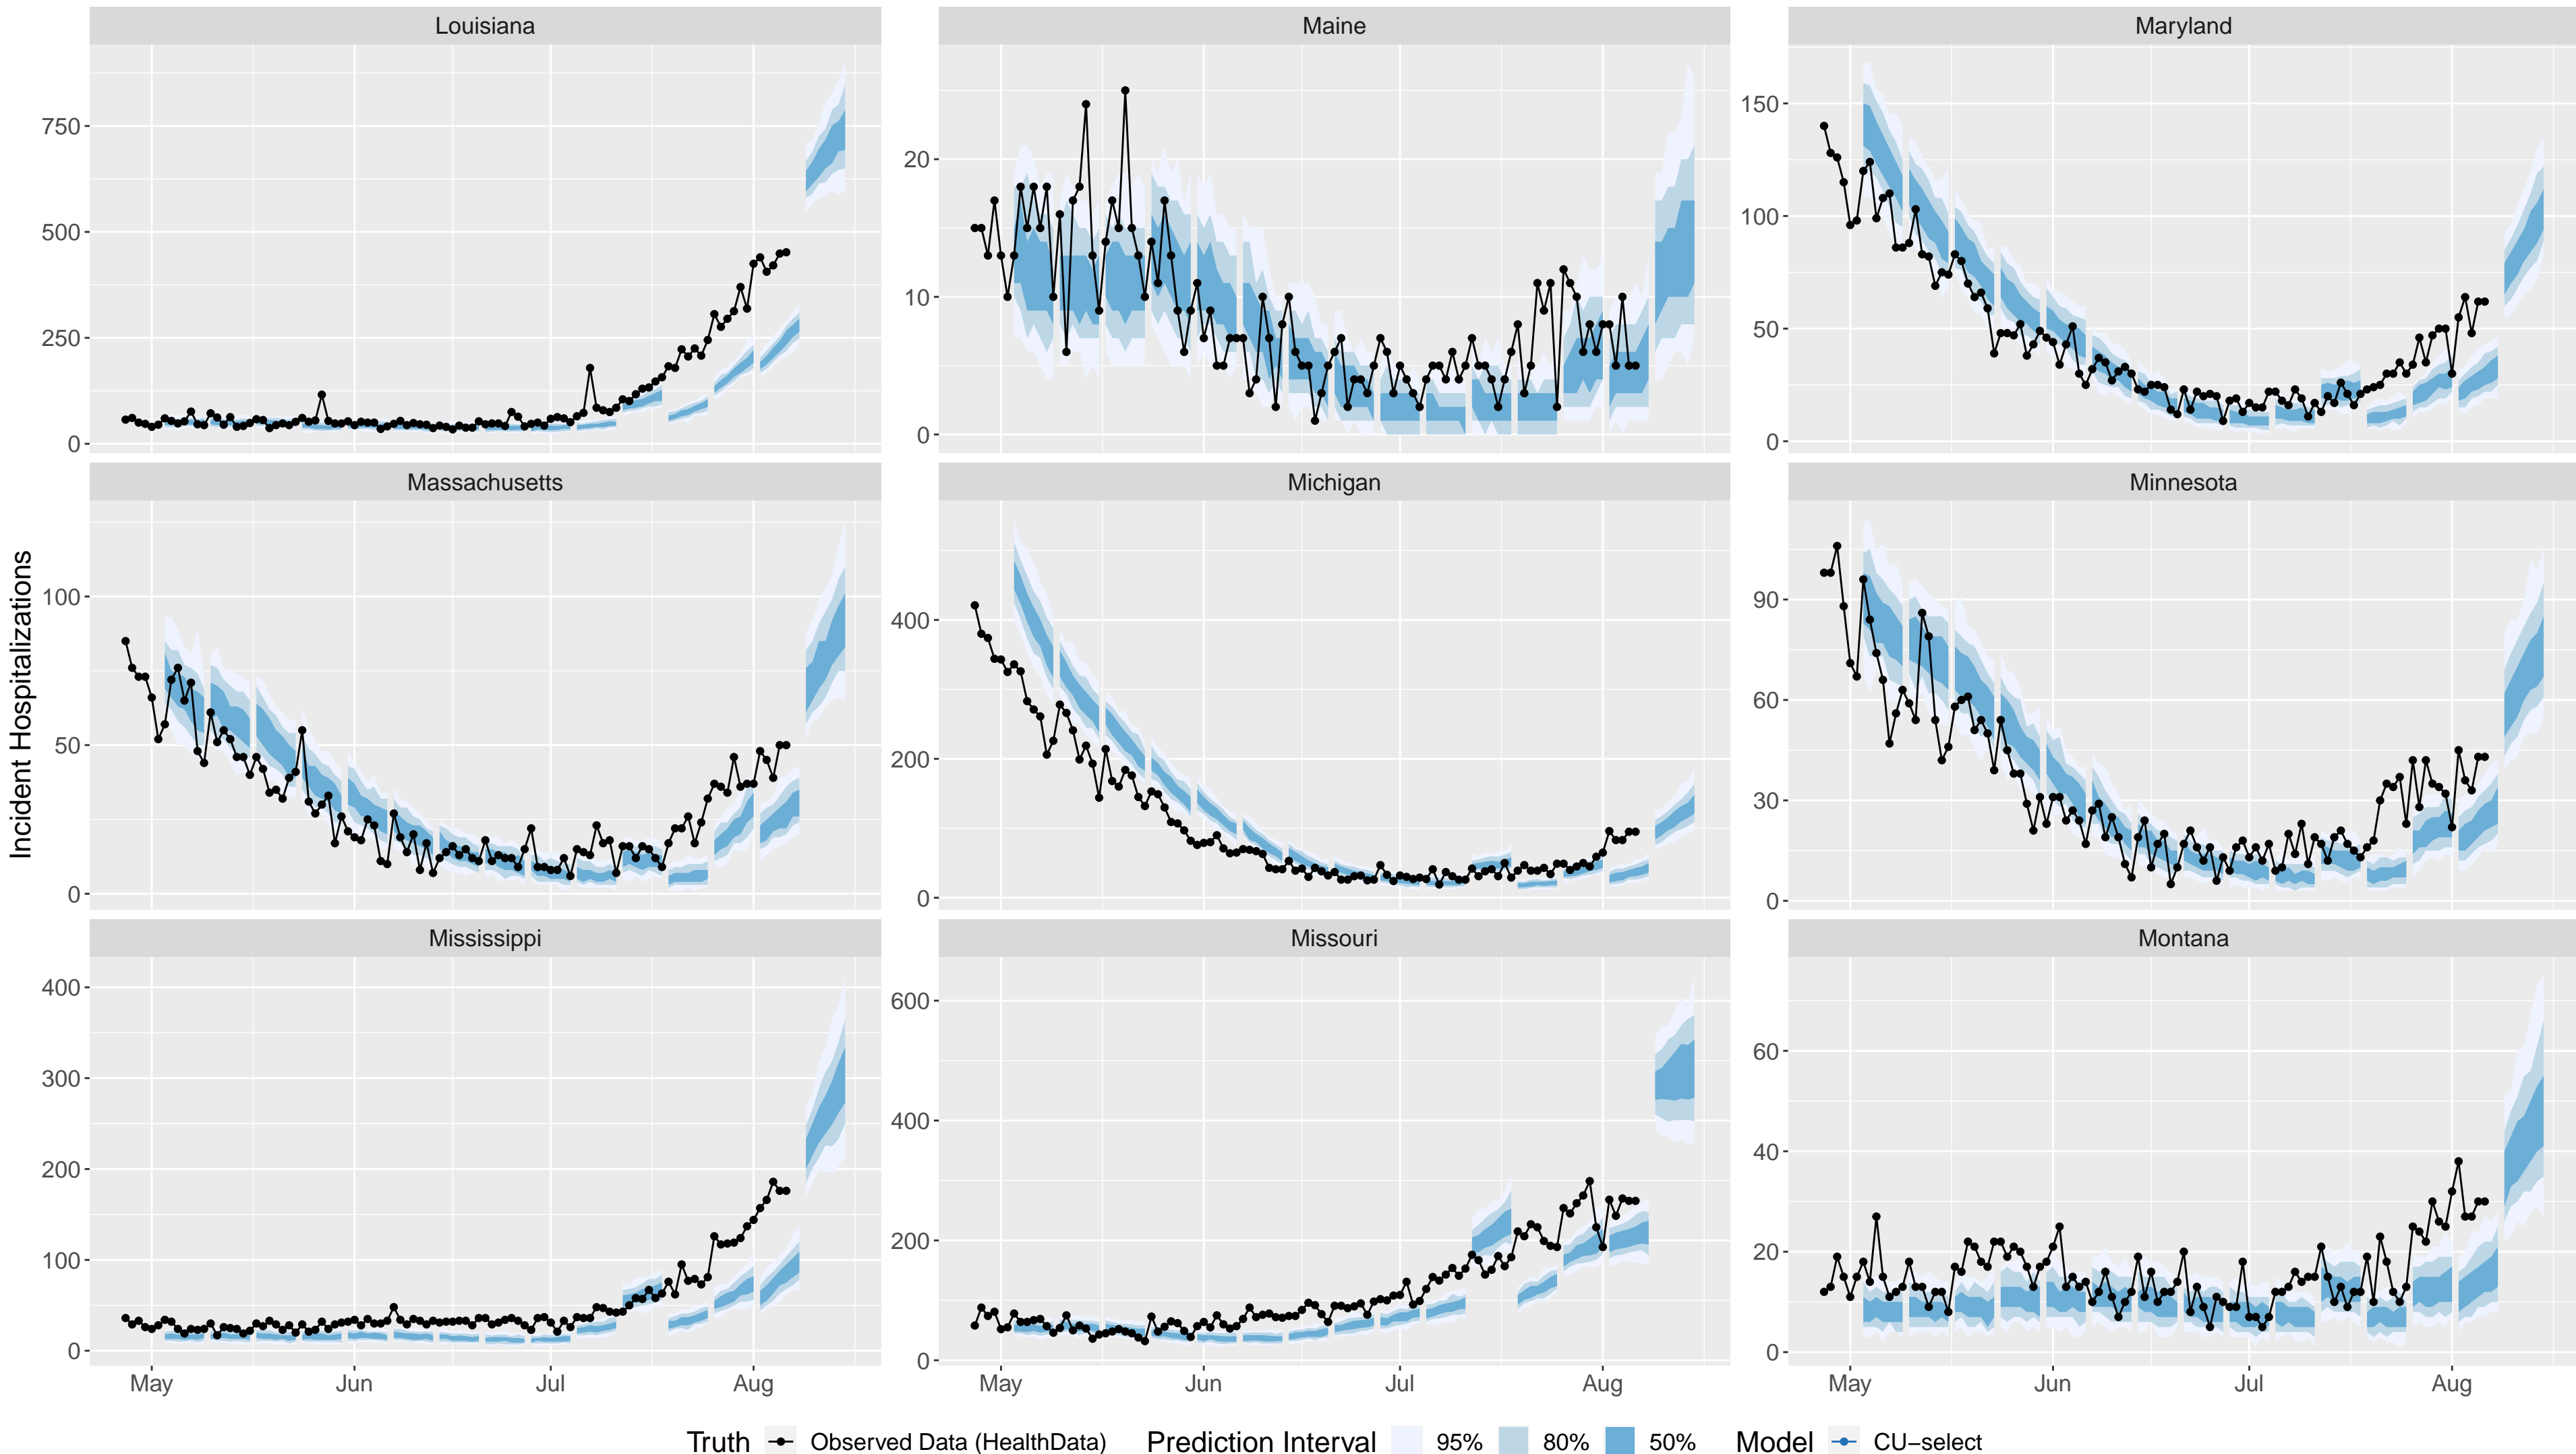 Louisiana
Maine
Maryland
750
500
250
0
20
10
0
150
100
50
0
Massachusetts
Michigan
Minnesota
Incident Hospitalizations
100
50
0
400
200
0
90
60
30
0
Mississippi
Missouri
Montana
400
300
200
100
0
600
400
200
0
60
40
20
0
May Jun Jul Aug
May Jun Jul Aug
May Jun Jul Aug
Truth Observed Data (HealthData) Prediction Interval 95% 80% 50% Model CU−select